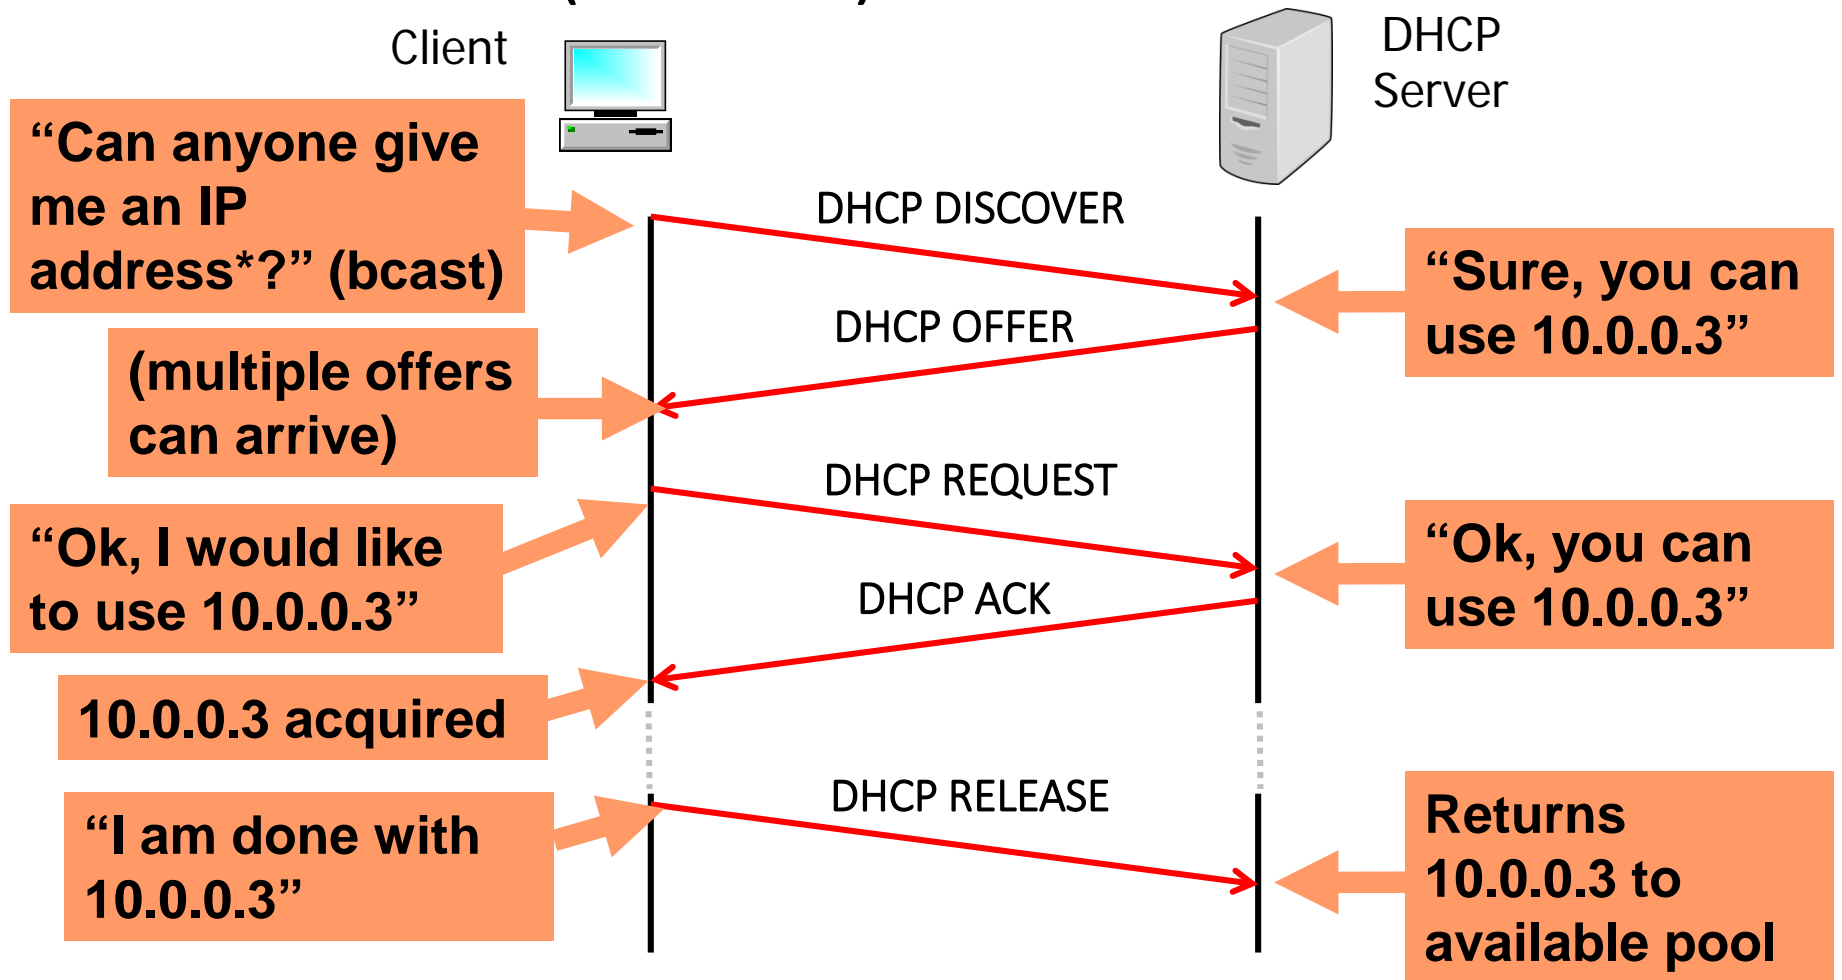 Client
DHCP
Server
“Can anyone give
me an IP
address*?” (bcast)
DHCP DISCOVER
“Sure, you can
use 10.0.0.3”
DHCP OFFER
(multiple offers
can arrive)
DHCP REQUEST
“Ok, I would like
to use 10.0.0.3”
“Ok, you can
use 10.0.0.3”
DHCP ACK
10.0.0.3 acquired
DHCP RELEASE
“I am done with
10.0.0.3”
Returns
10.0.0.3 to
available pool